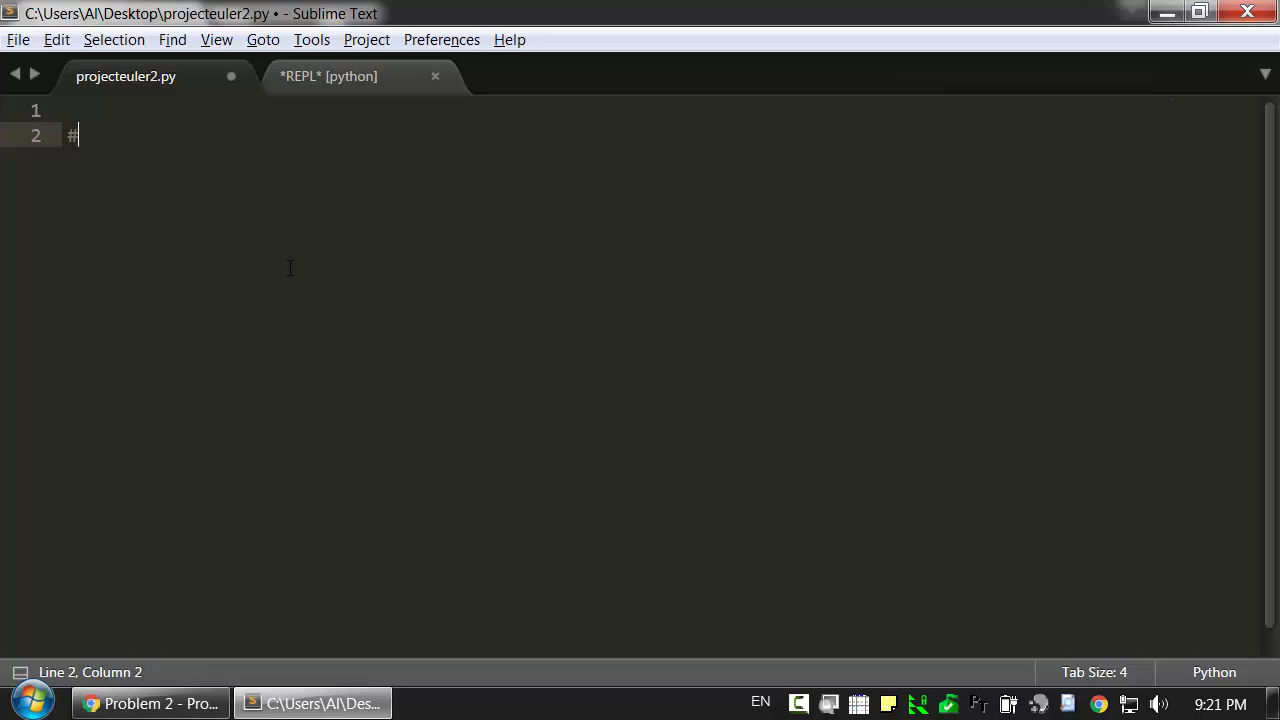 C:\Users\Al\Desktop\projecteuler2.py • - Sublime Text
File Edit Selection Find View Goto Tools Project Preferences Help
projecteuler2.py *REPL* [python]
1
2 #
Line 2, Column 2 Tab Size: 4 Python
Problem 2 - Pro... C:\Users\Al\Des... EN 9:21 PM